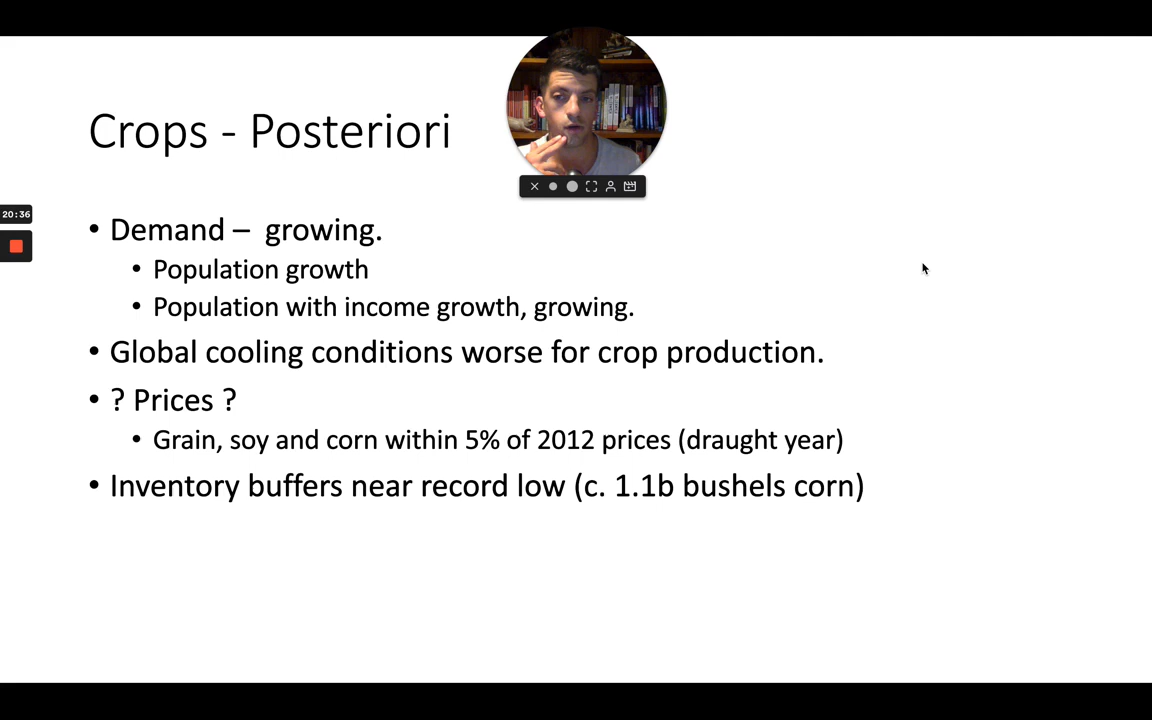 Crops - Posteriori
20:36
• Demand – growing.
• Population growth
• Population with income growth, growing.
• Global cooling conditions worse for crop production.
• ? Prices ?
• Grain, soy and corn within 5% of 2012 prices (draught year)
• Inventory buffers near record low (c. 1.1b bushels corn)